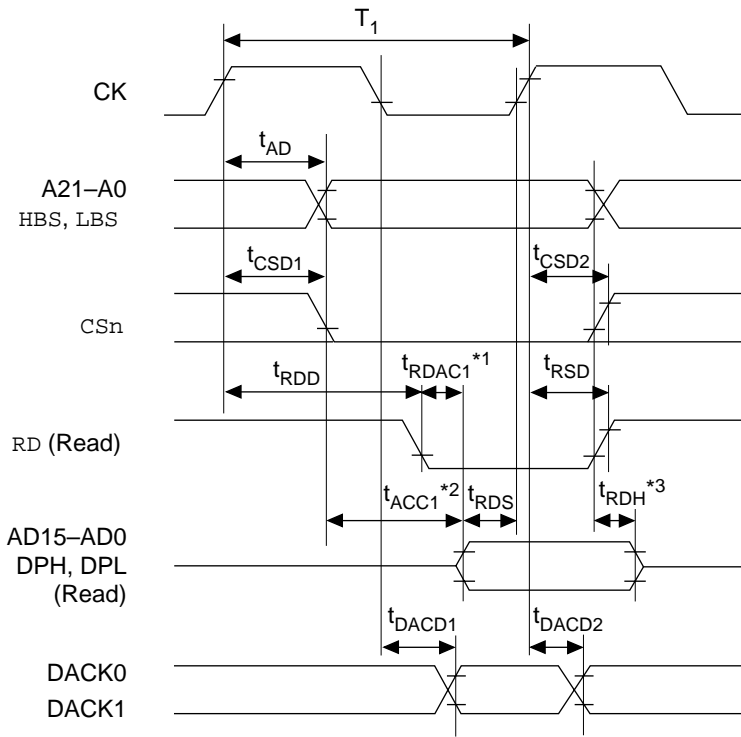 T1
CK
tAD
A21–A0
HBS, LBS
tCSD1
tCSD2
CSn
tRDD
tRDAC1*1
tRSD
RD (Read)
tACC1*2
tRDS
tRDH*3
AD15–AD0
DPH, DPL
(Read)
tDACD1
tDACD2
DACK0
DACK1